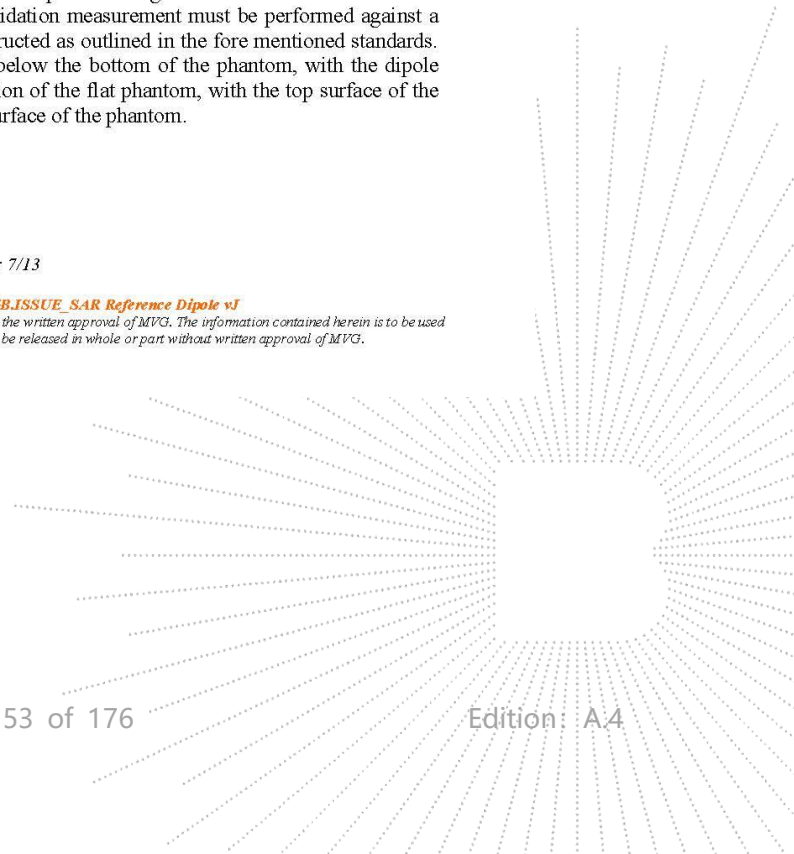 idation measurement must be performed against a
ructed as outlined in the fore mentioned standards.
below the bottom of the phantom, with the dipole
ion of the flat phantom, with the top surface of the
urface of the phantom.
: 7/13
B.ISSUE_SAR Reference Dipole vJ
the written approval of MVG. The information contained herein is to be used
be released in whole or part without written approval of MVG.
53 of 176 Edition: A.4